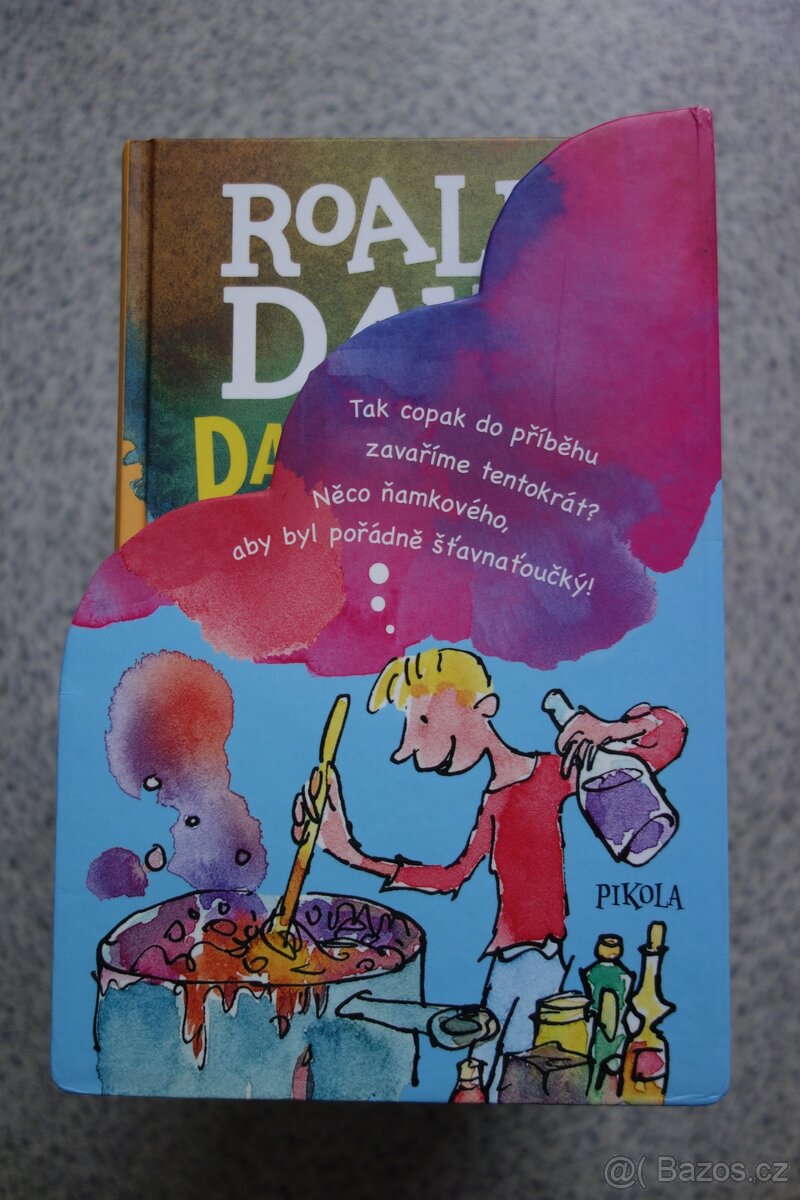 ROAL
DA
DA
Tak copak do příběhu
zavaříme tentokrát?
Něco ňamkového,
aby byl pořádně šťavnaťoučký!
PIKOLA
@( Bazos.cz